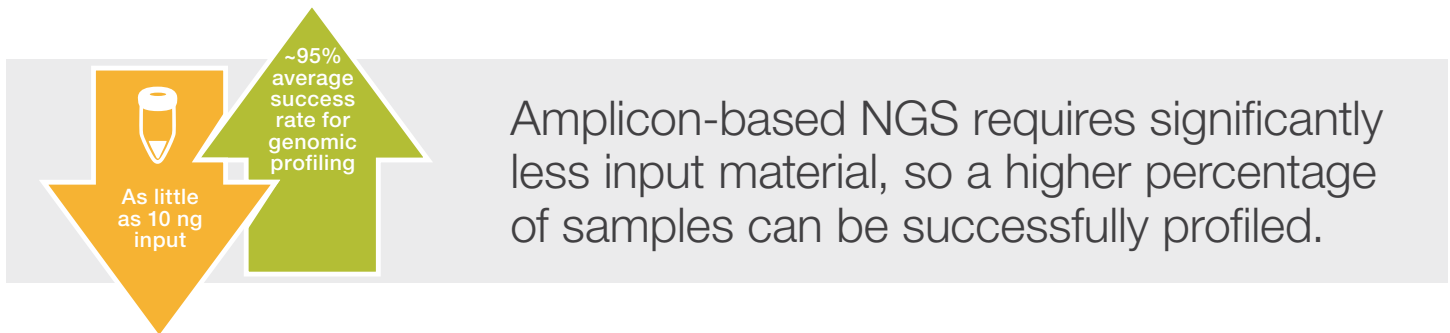 As little
as 10 ng
input
~95%
average
success
rate for
genomic
profiling
Amplicon-based NGS requires significantly
less input material, so a higher percentage
of samples can be successfully profiled.